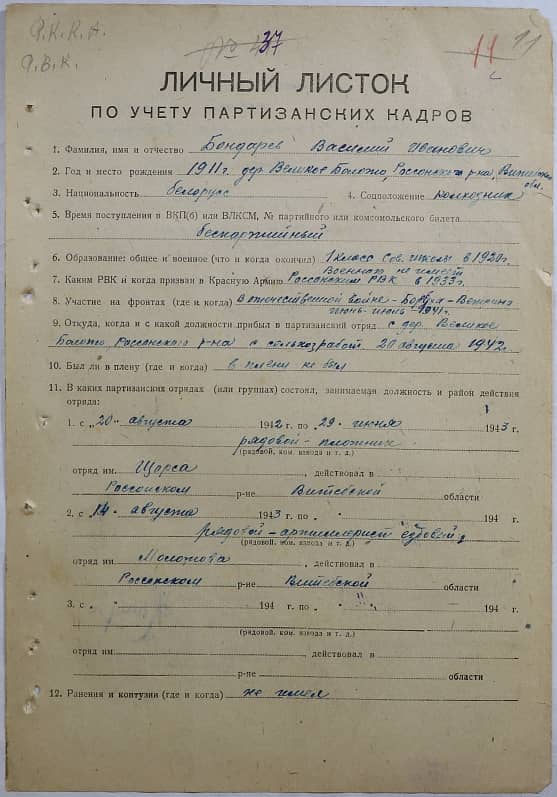 Р.К.К.А.
Р.В.К.
№ 37
11
11
ЛИЧНЫЙ ЛИСТОК
ПО УЧЕТУ ПАРТИЗАНСКИХ КАДРОВ
1. Фамилия, имя и отчество Бондарев Василий Иванович
2. Год и место рождения 1911 г. дер. Великое Болото, Россонского р-на, Витебской обл.
3. Национальность белорусс 4. Соцположение колхозник
5. Время поступления в ВКП(б) или ВЛКСМ, № партийного или комсомольского билета
беспартийный
6. Образование: общее и военное (что и когда окончил) 1 класс Сов. школы в 1920 г.
Военного не имеет
7. Каким РВК и когда призван в Красную Армию Россонским РВК в 1933 г.
8. Участие на фронтах (где и когда) В отечественной войне -
июнь-июнь 1941 г.
9. Откуда, когда и с какой должности прибыл в партизанский отряд с дер. Великое
Болото, Россонского р-на с сельхозработ 20 августа 1942 г.
10. Был ли в плену (где и когда) в плену не был
11. В каких партизанских отрядах (или группах) состоял, занимаемая должность и район действия
отряда:
1. с „20" августа 1942 г. по „29" июня 1943 г.
рядовой - плотник
(рядовой, ком. взвода и т. д.)
отряд им. Щорса, действовал в
Россонском р-не Витебской области
2. с „14" августа 1943 г. по „ " 194 г.
рядовой - артиллерист ездовой
(рядовой, ком. взвода и т. д.)
отряд им. Молотова, действовал в
Россонском р-не Витебской области
3. с „ " 194 г. по „ " 194 г.
(рядовой, ком. взвода и т. д.)
отряд им. , действовал в
р-не области
12. Ранения и контузии (где и когда) не имел